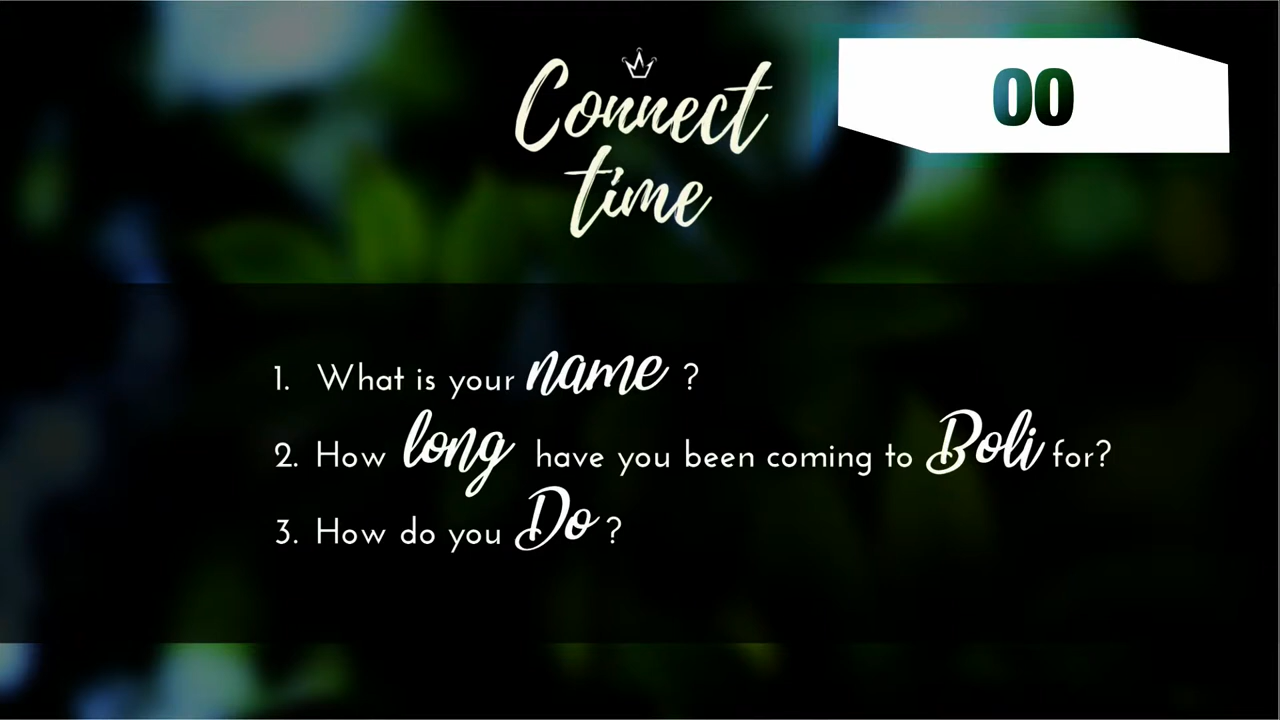 Connect
time
00
1. What is your name ?
2. How long have you been coming to Boli for?
3. How do you Do ?